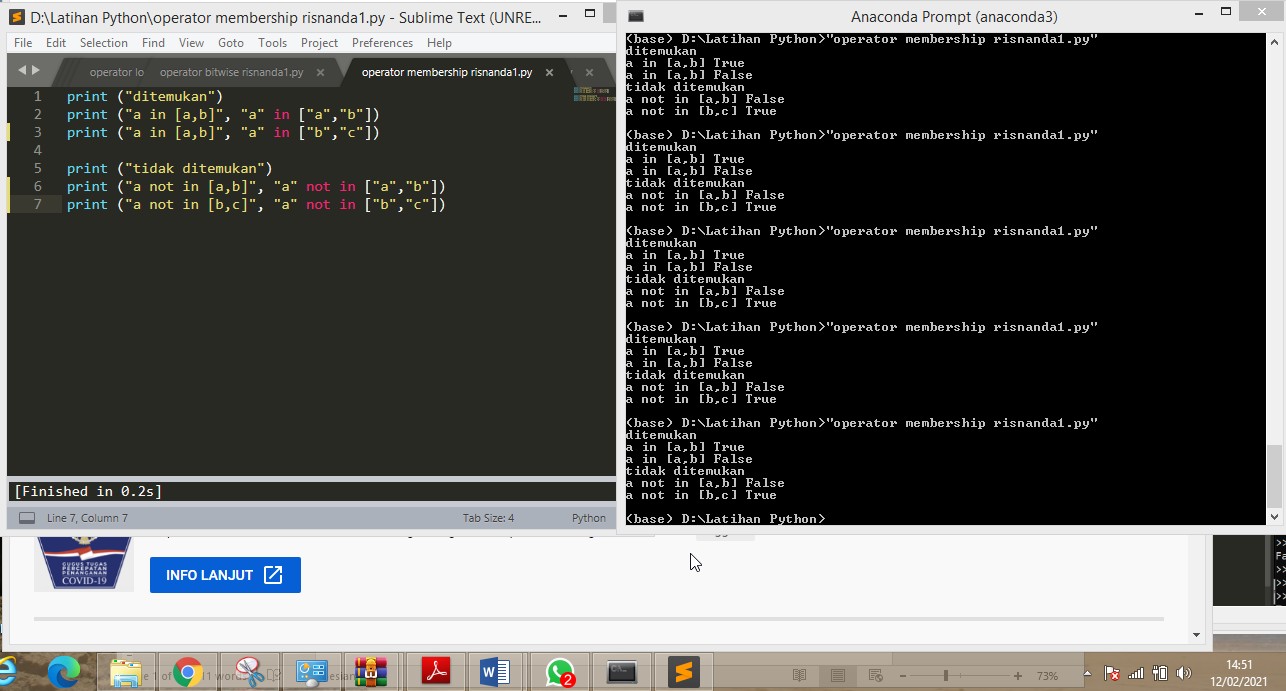 D:\Latihan Python\operator membership risnanda1.py - Sublime Text (UNRE...
File Edit Selection Find View Goto Tools Project Preferences Help
operator lo operator bitwise risnanda1.py × operator membership risnanda1.py × ×
1 print ("ditemukan")
2 print ("a in [a,b]", "a" in ["a","b"])
3 print ("a in [a,b]", "a" in ["b","c"])
4
5 print ("tidak ditemukan")
6 print ("a not in [a,b]", "a" not in ["a","b"])
7 print ("a not in [b,c]", "a" not in ["b","c"])
[Finished in 0.2s]
Line 7, Column 7 Tab Size: 4 Python
Anaconda Prompt (anaconda3)
(base) D:\Latihan Python>"operator membership risnanda1.py"
ditemukan
a in [a,b] True
a in [a,b] False
tidak ditemukan
a not in [a,b] False
a not in [b,c] True
(base) D:\Latihan Python>"operator membership risnanda1.py"
ditemukan
a in [a,b] True
a in [a,b] False
tidak ditemukan
a not in [a,b] False
a not in [b,c] True
(base) D:\Latihan Python>"operator membership risnanda1.py"
ditemukan
a in [a,b] True
a in [a,b] False
tidak ditemukan
a not in [a,b] False
a not in [b,c] True
(base) D:\Latihan Python>"operator membership risnanda1.py"
ditemukan
a in [a,b] True
a in [a,b] False
tidak ditemukan
a not in [a,b] False
a not in [b,c] True
(base) D:\Latihan Python>"operator membership risnanda1.py"
ditemukan
a in [a,b] True
a in [a,b] False
tidak ditemukan
a not in [a,b] False
a not in [b,c] True
(base) D:\Latihan Python>
GUGUS TUGAS
PERCEPATAN
PENANGANAN
COVID-19
INFO LANJUT
>>
Fa
>>
>>
>>
2
73%
14:51
12/02/2021